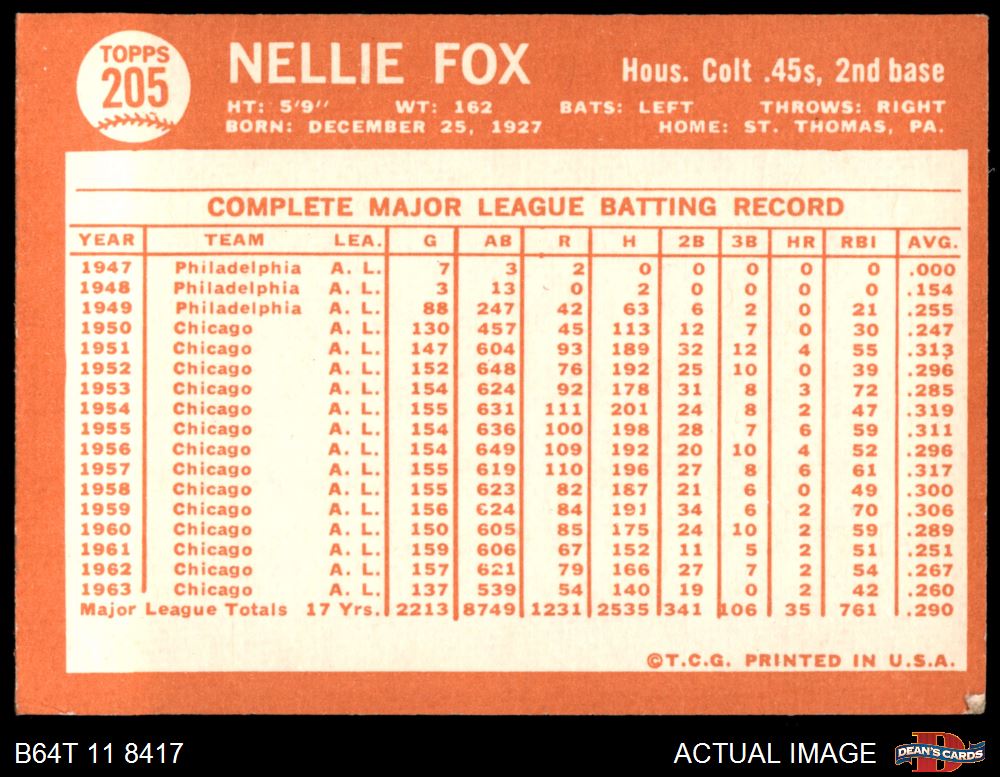 TOPPS
205
NELLIE FOX
Hous. Colt .45s, 2nd base
HT: 5'9" WT: 162 BATS: LEFT THROWS: RIGHT
BORN: DECEMBER 25, 1927 HOME: ST. THOMAS, PA.
COMPLETE MAJOR LEAGUE BATTING RECORD
YEAR TEAM LEA. G AB R H 2B 3B HR RBI AVG.
1947 Philadelphia A. L. 7 3 2 0 0 0 0 0 .000
1948 Philadelphia A. L. 3 13 0 2 0 0 0 0 .154
1949 Philadelphia A. L. 88 247 42 63 6 2 0 21 .255
1950 Chicago A. L. 130 457 45 113 12 7 0 30 .247
1951 Chicago A. L. 147 604 93 189 32 12 4 55 .313
1952 Chicago A. L. 152 648 76 192 25 10 0 39 .296
1953 Chicago A. L. 154 624 92 178 31 8 3 72 .285
1954 Chicago A. L. 155 631 111 201 24 8 2 47 .319
1955 Chicago A. L. 154 636 100 198 28 7 6 59 .311
1956 Chicago A. L. 154 649 109 192 20 10 4 52 .296
1957 Chicago A. L. 155 619 110 196 27 8 6 61 .317
1958 Chicago A. L. 155 623 82 187 21 6 0 49 .300
1959 Chicago A. L. 156 624 84 191 34 6 2 70 .306
1960 Chicago A. L. 150 605 85 175 24 10 2 59 .289
1961 Chicago A. L. 159 606 67 152 11 5 2 51 .251
1962 Chicago A. L. 157 621 79 166 27 7 2 54 .267
1963 Chicago A. L. 137 539 54 140 19 0 2 42 .260
Major League Totals 17 Yrs. 2213 8749 1231 2535 341 106 35 761 .290
©T.C.G. PRINTED IN U.S.A.
B64T 11 8417
ACTUAL IMAGE
D
DEAN'S CARDS